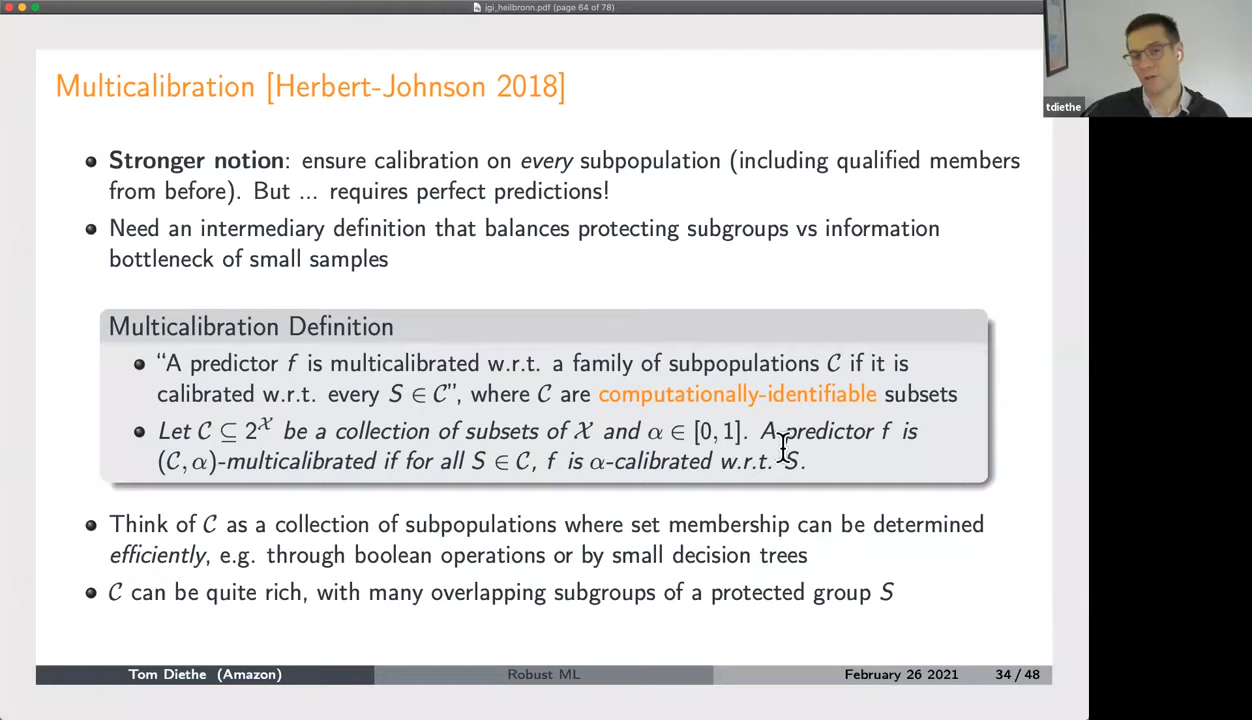 jgi_heilbronn.pdf (page 64 of 78)
tdiethe
Multicalibration [Herbert-Johnson 2018]
Stronger notion: ensure calibration on every subpopulation (including qualified members
from before). But ... requires perfect predictions!
Need an intermediary definition that balances protecting subgroups vs information
bottleneck of small samples
Multicalibration Definition
“A predictor f is multicalibrated w.r.t. a family of subpopulations 𝒞 if it is
calibrated w.r.t. every S ∈ 𝒞”, where 𝒞 are computationally-identifiable subsets
Let 𝒞 ⊆ 2^𝒳 be a collection of subsets of 𝒳 and α ∈ [0, 1]. A predictor f is
(𝒞, α)-multicalibrated if for all S ∈ 𝒞, f is α-calibrated w.r.t. S.
Think of 𝒞 as a collection of subpopulations where set membership can be determined
efficiently, e.g. through boolean operations or by small decision trees
𝒞 can be quite rich, with many overlapping subgroups of a protected group S
Tom Diethe (Amazon) Robust ML February 26 2021 34 / 48